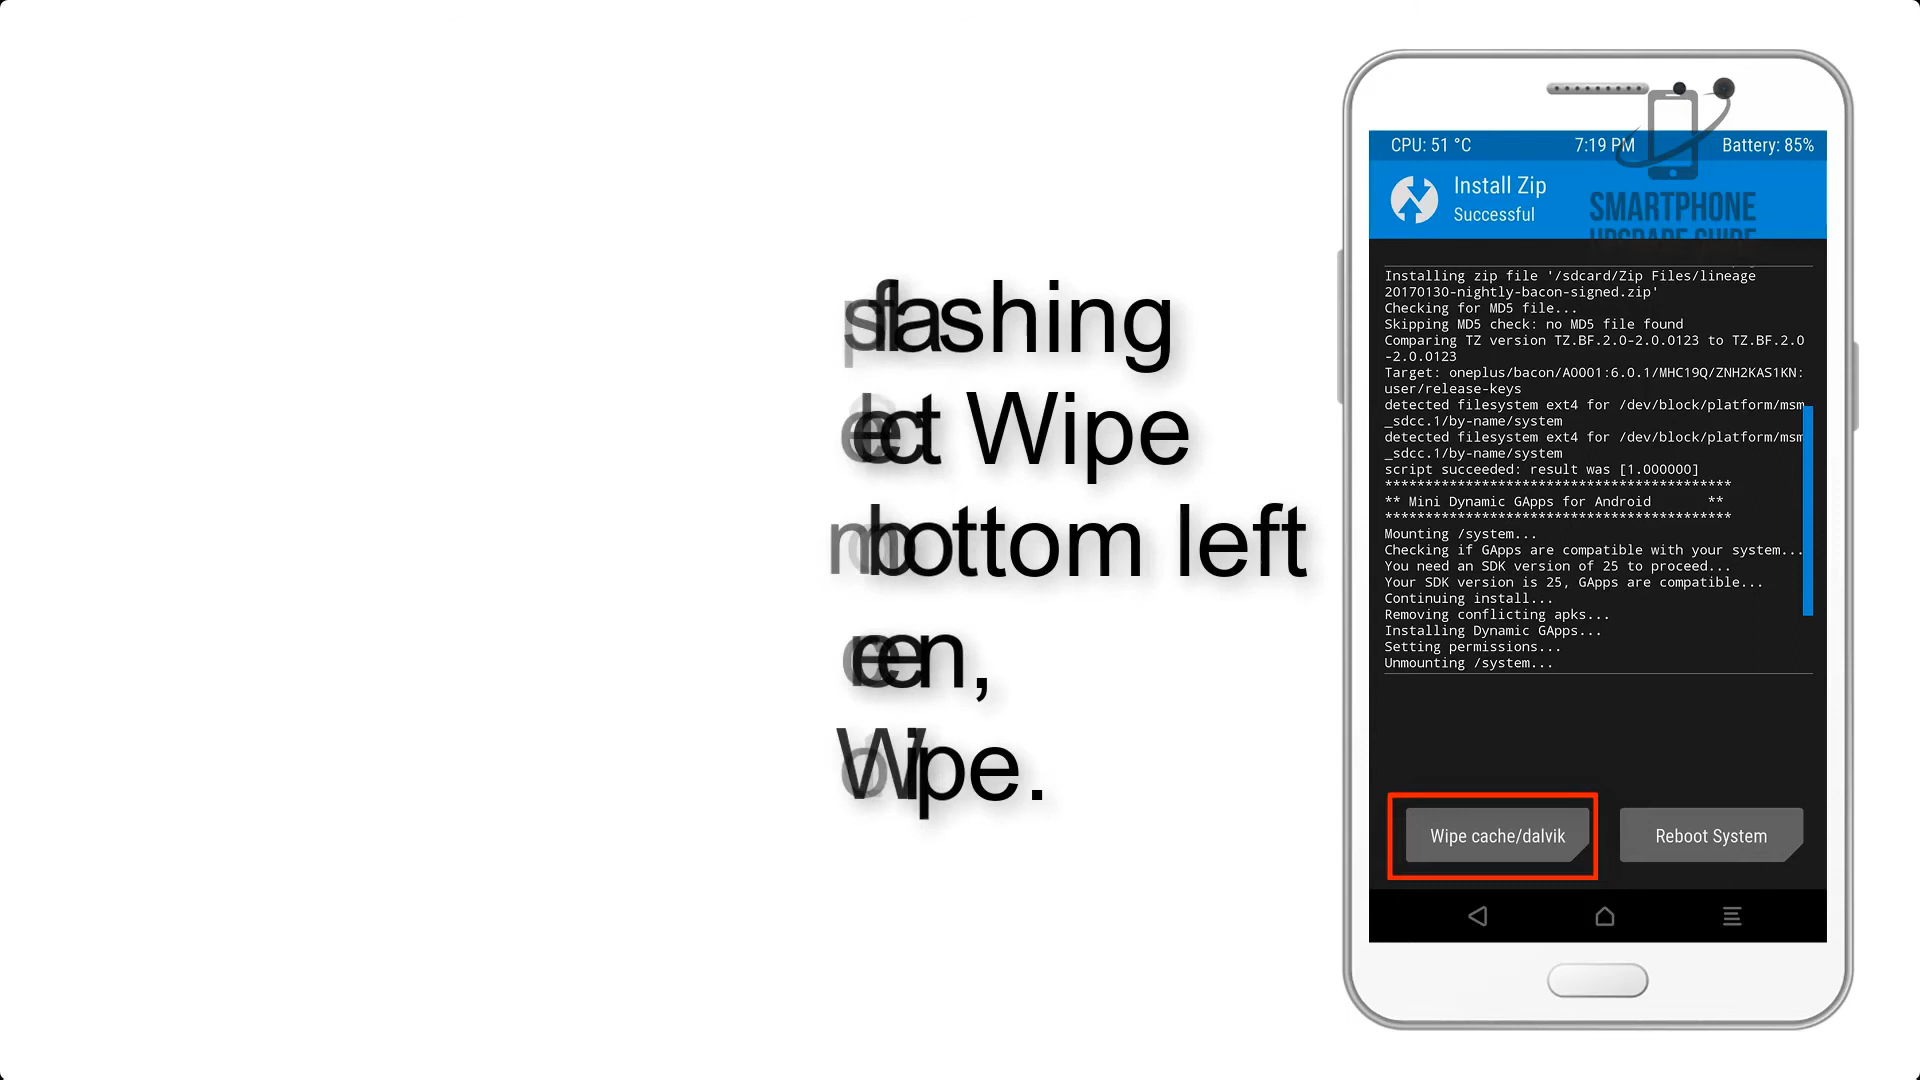 flashing
lect Wipe
bottom left
reen,
Wipe.
CPU: 51 °C 7:19 PM Battery: 85%
Install Zip
Successful
SMARTPHONE
UPGRADE GUIDE
Installing zip file '/sdcard/Zip Files/lineage
20170130-nightly-bacon-signed.zip'
Checking for MD5 file...
Skipping MD5 check: no MD5 file found
Comparing TZ version TZ.BF.2.0-2.0.0123 to TZ.BF.2.0
-2.0.0123
Target: oneplus/bacon/A0001:6.0.1/MHC19Q/ZNH2KAS1KN:
user/release-keys
detected filesystem ext4 for /dev/block/platform/msm
_sdcc.1/by-name/system
detected filesystem ext4 for /dev/block/platform/msm
_sdcc.1/by-name/system
script succeeded: result was [1.000000]
*******************************************
** Mini Dynamic GApps for Android **
*******************************************
Mounting /system...
Checking if GApps are compatible with your system...
You need an SDK version of 25 to proceed...
Your SDK version is 25, GApps are compatible...
Continuing install...
Removing conflicting apks...
Installing Dynamic GApps...
Setting permissions...
Unmounting /system...
Wipe cache/dalvik Reboot System